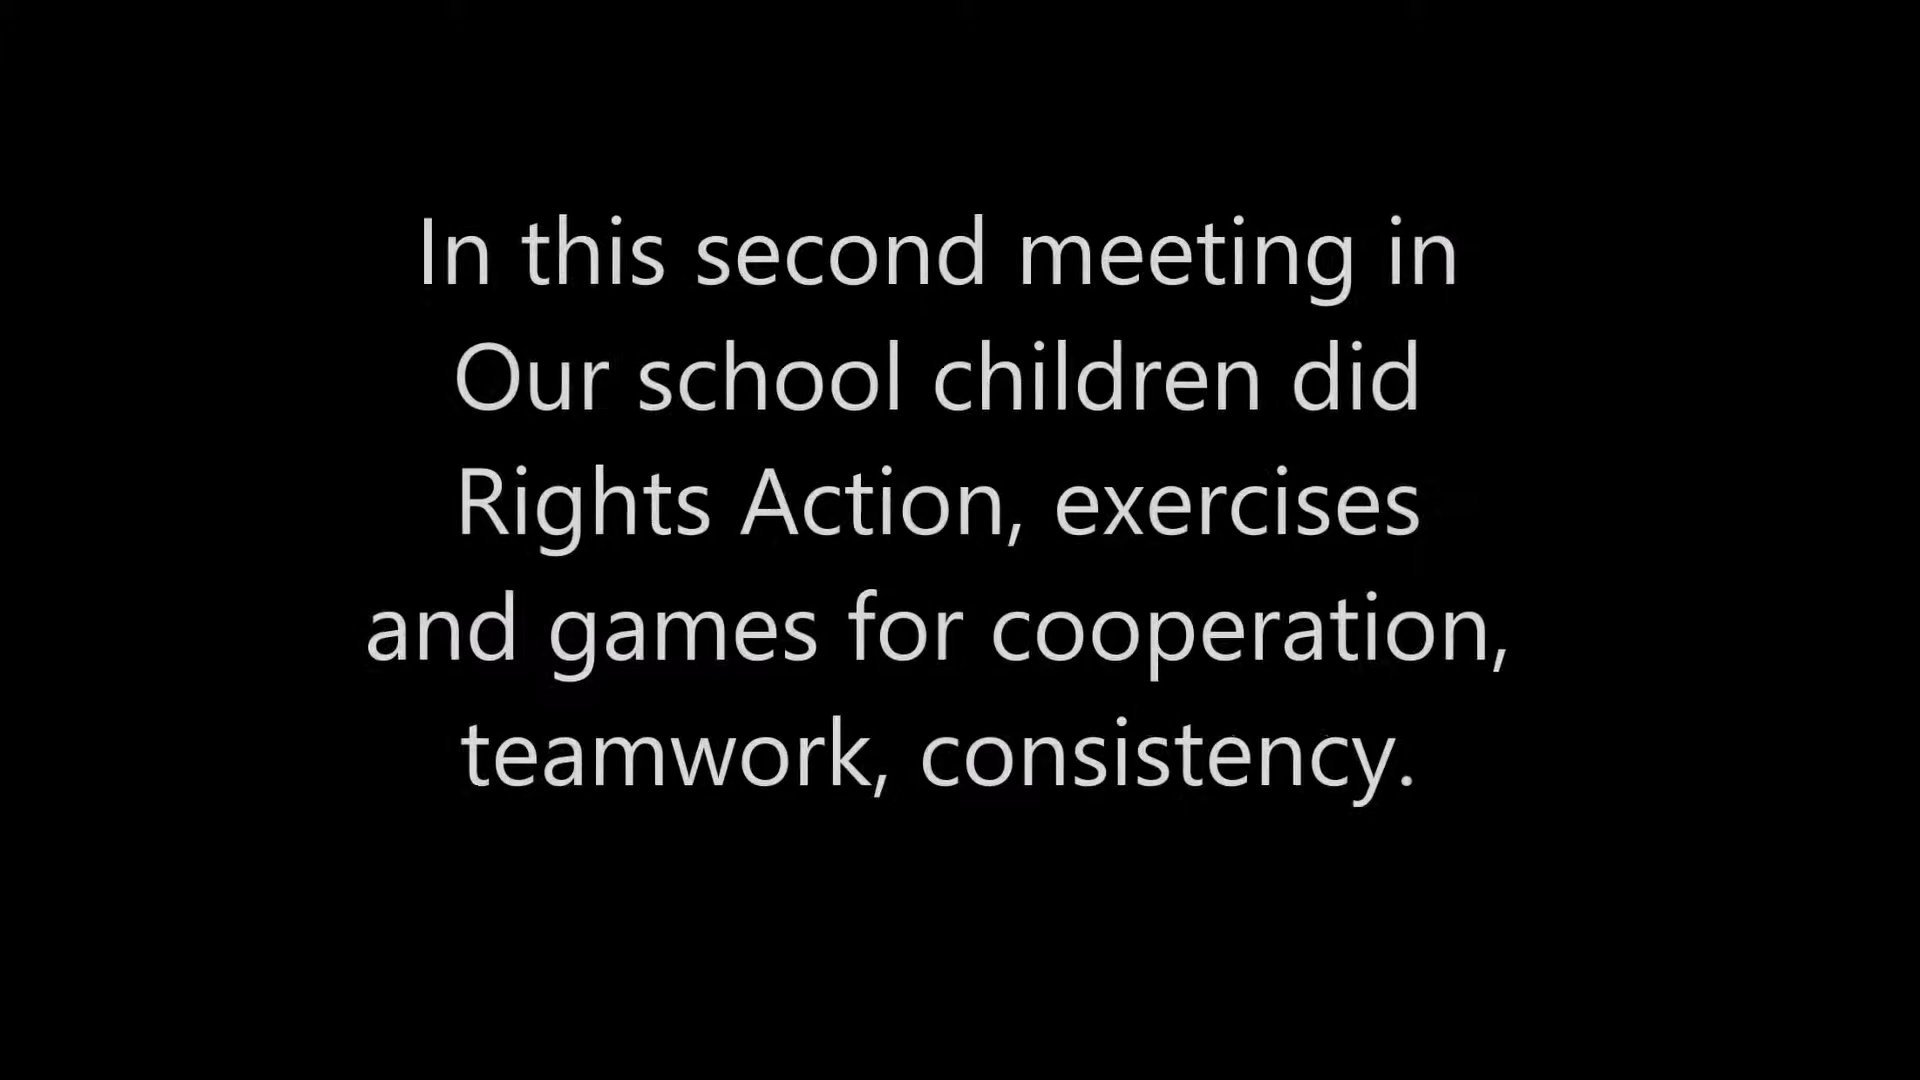 In this second meeting in
Our school children did
Rights Action, exercises
and games for cooperation,
teamwork, consistency.